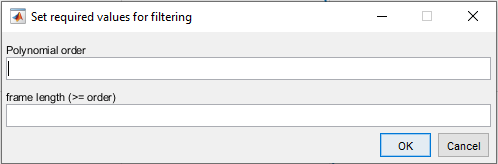 Set required values for filtering
Polynomial order
frame length (>= order)
OK Cancel